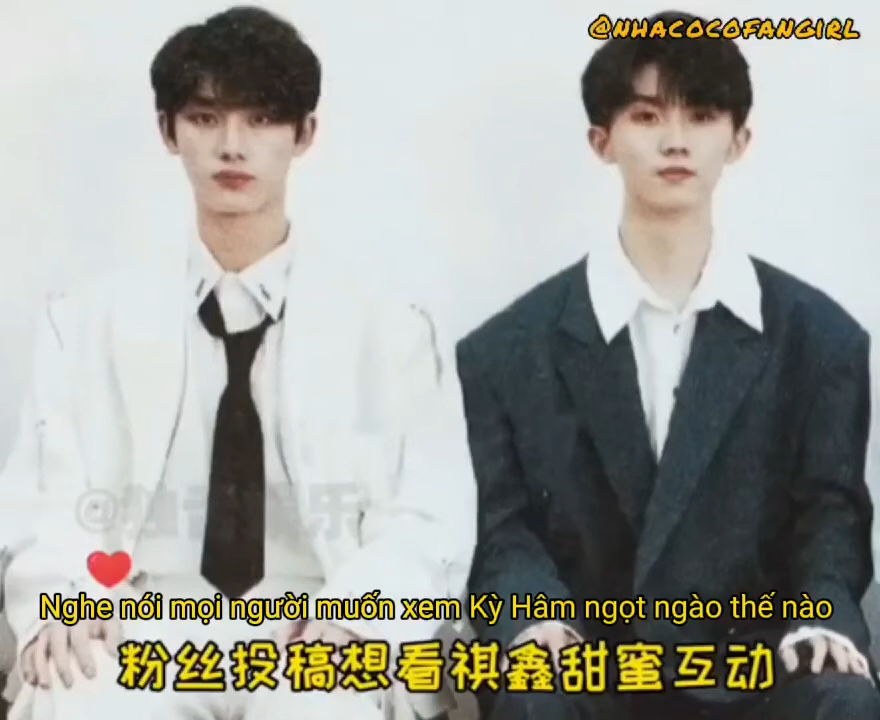 @NHACOCOFANGIRL
Nghe nói mọi người muốn xem Kỳ Hâm ngọt ngào thế nào
粉丝投稿想看祺鑫甜蜜互动